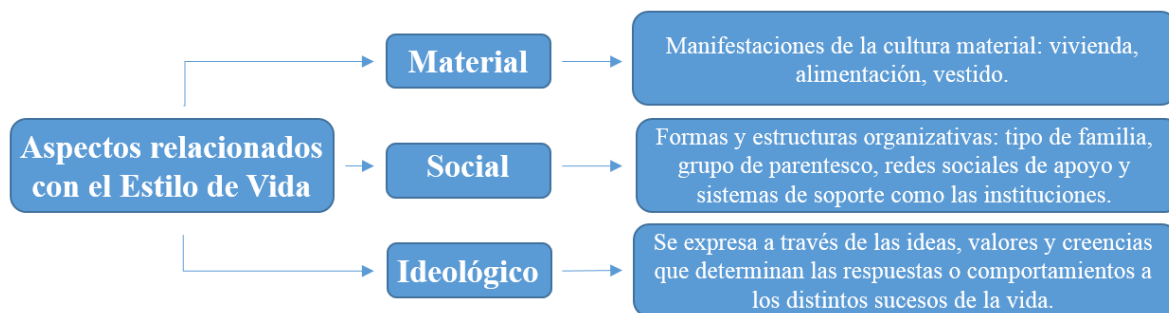 Aspectos relacionados
con el Estilo de Vida
Material
Manifestaciones de la cultura material: vivienda,
alimentación, vestido.
Social
Formas y estructuras organizativas: tipo de familia,
grupo de parentesco, redes sociales de apoyo y
sistemas de soporte como las instituciones.
Ideológico
Se expresa a través de las ideas, valores y creencias
que determinan las respuestas o comportamientos a
los distintos sucesos de la vida.